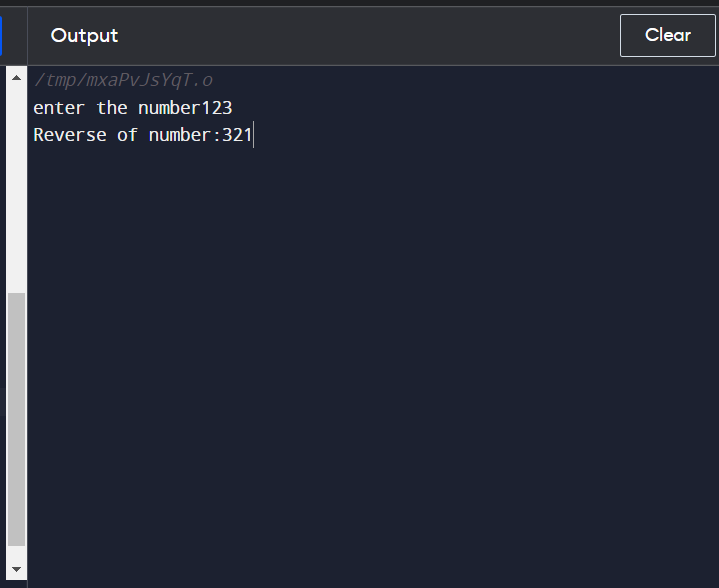 Output
Clear
/tmp/mxaPvJsYqT.o
enter the number123
Reverse of number:321